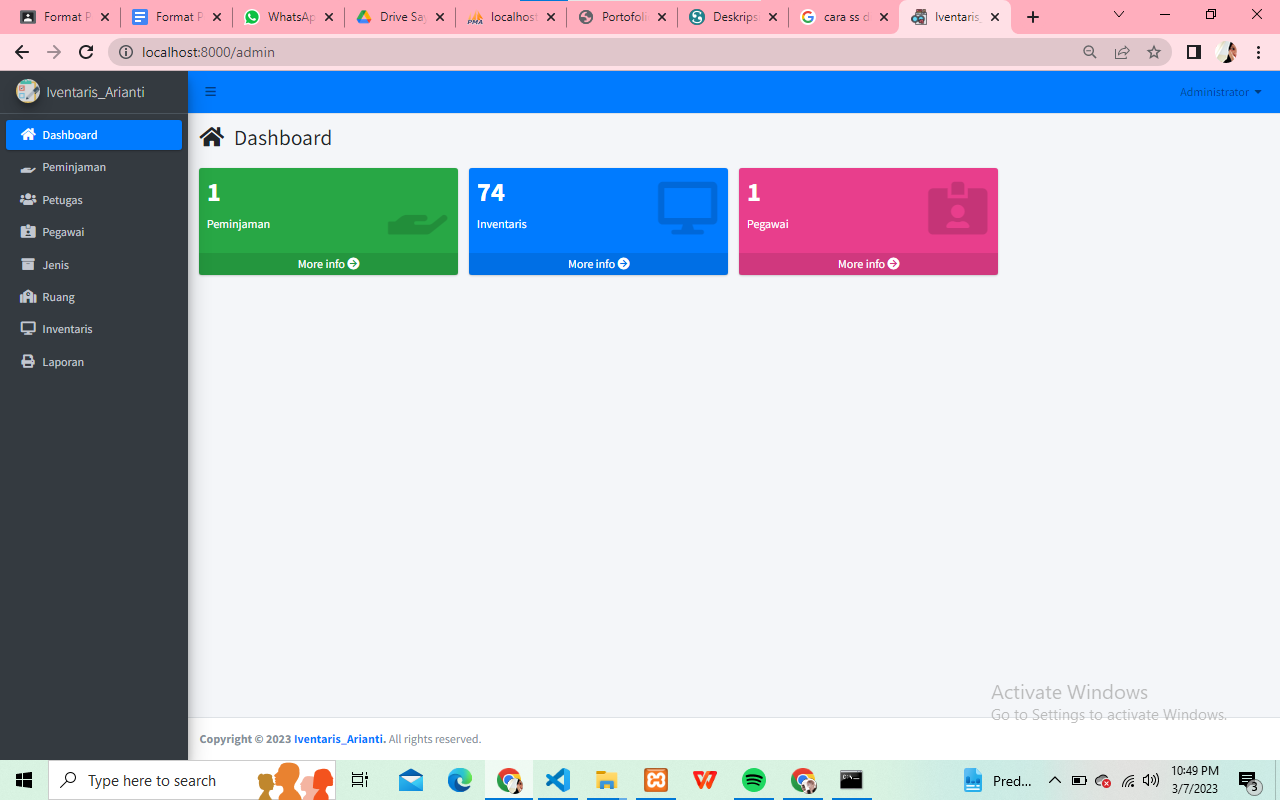 Format P
Format P
WhatsAp
Drive Say
localhost
Portofoli
Deskripsi
cara ss d
Iventaris
localhost:8000/admin
Iventaris_Arianti
Administrator
Dashboard
Peminjaman
Petugas
Pegawai
Jenis
Ruang
Inventaris
Laporan
Dashboard
1
Peminjaman
More info
74
Inventaris
More info
1
Pegawai
More info
Activate Windows
Go to Settings to activate Windows.
Copyright © 2023 Iventaris_Arianti. All rights reserved.
Type here to search
Pred...
10:49 PM
3/7/2023
3